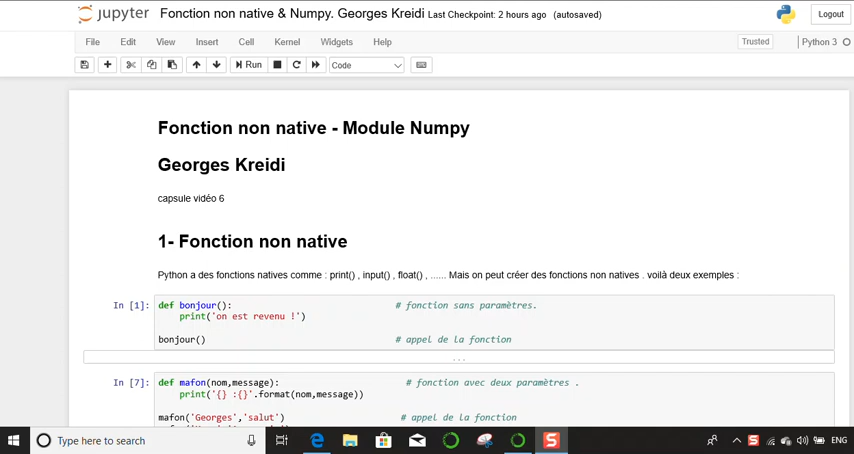 jupyter Fonction non native & Numpy. Georges Kreidi Last Checkpoint: 2 hours ago (autosaved)
Logout
File Edit View Insert Cell Kernel Widgets Help
Trusted
Python 3
Run
Code
Fonction non native - Module Numpy
Georges Kreidi
capsule vidéo 6
1- Fonction non native
Python a des fonctions natives comme : print() , input() , float() , ...... Mais on peut créer des fonctions non natives . voilà deux exemples :
In [1]: def bonjour(): # fonction sans paramètres.
print('on est revenu !')
bonjour() # appel de la fonction
...
In [7]: def mafon(nom,message): # fonction avec deux paramètres .
print('{} :{}'.format(nom,message))
mafon('Georges','salut') # appel de la fonction
Type here to search
ENG